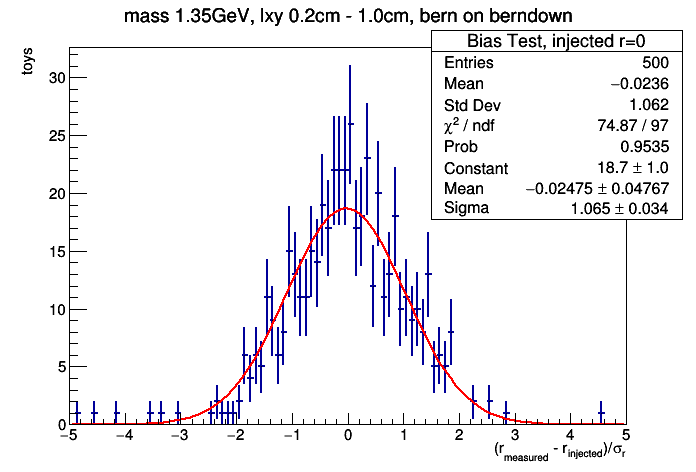 mass 1.35GeV, lxy 0.2cm - 1.0cm, bern on berndown
Bias Test, injected r=0
Entries 500
Mean −0.0236
Std Dev 1.062
χ² / ndf 74.87 / 97
Prob 0.9535
Constant 18.7 ± 1.0
Mean −0.02475 ± 0.04767
Sigma 1.065 ± 0.034
toys
30
25
20
15
10
5
0
−5 −4 −3 −2 −1 0 1 2 3 4 5
(r_measured - r_injected)/σ_r